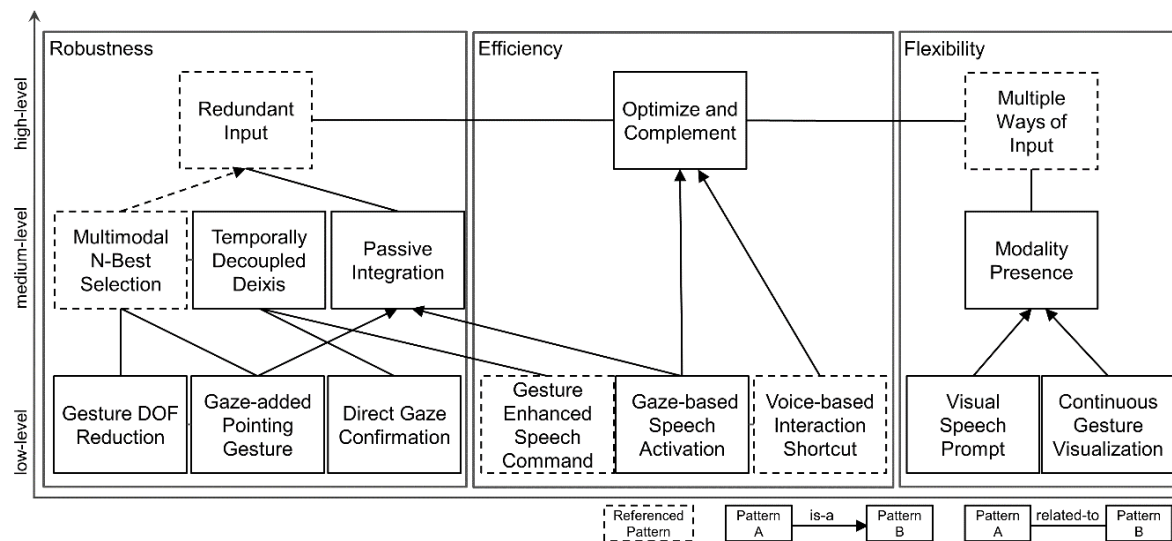 Robustness
Efficiency
Flexibility
high-level
Redundant
Input
Optimize and
Complement
Multiple
Ways of
Input
medium-level
Multimodal
N-Best
Selection
Temporally
Decoupled
Deixis
Passive
Integration
Modality
Presence
low-level
Gesture DOF
Reduction
Gaze-added
Pointing
Gesture
Direct Gaze
Confirmation
Gesture
Enhanced
Speech
Command
Gaze-based
Speech
Activation
Voice-based
Interaction
Shortcut
Visual
Speech
Prompt
Continuous
Gesture
Visualization
Referenced
Pattern
Pattern
A
is-a
Pattern
B
Pattern
A
related-to
Pattern
B